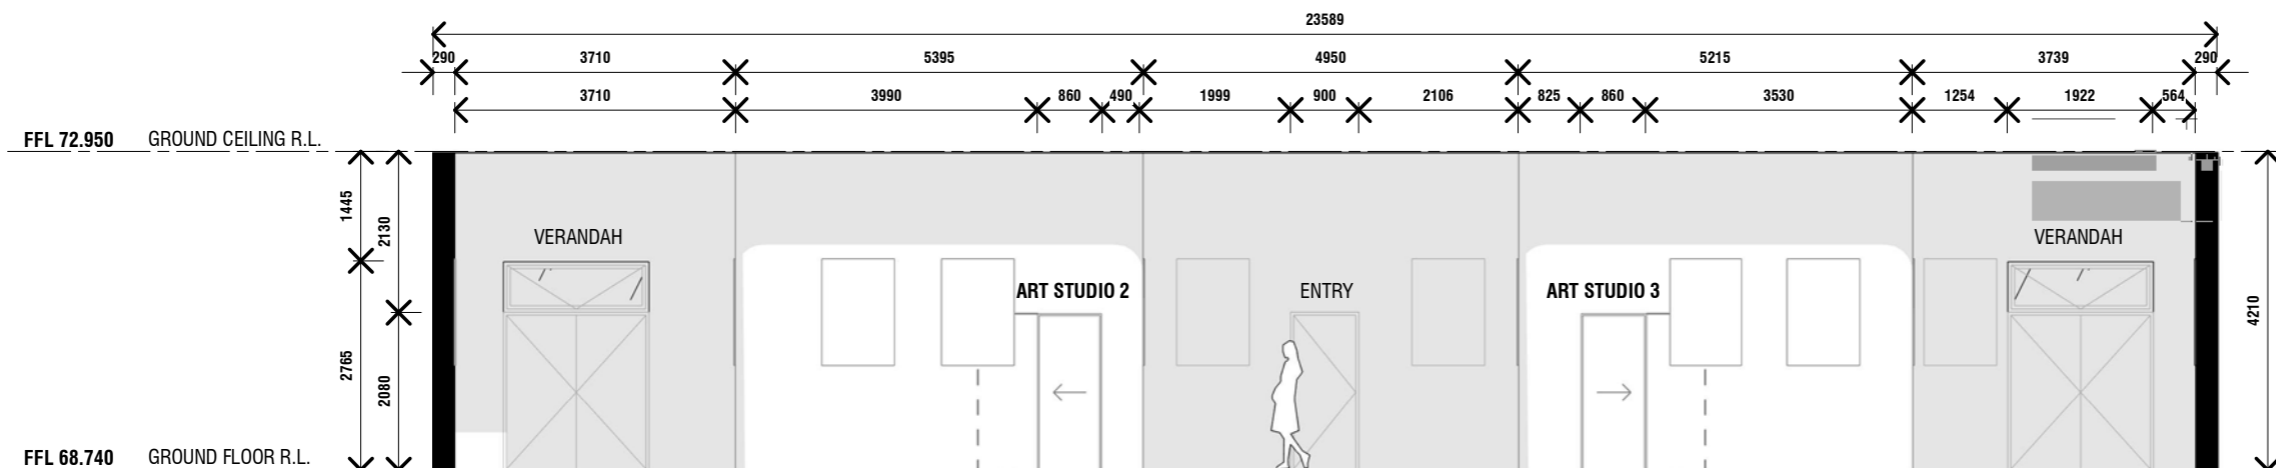 23589
290 3710 5395 4950 5215 3739 290
3710 3990 860 490 1999 900 2106 825 860 3530 1254 1922 564
FFL 72.950 GROUND CEILING R.L.
1445
2130
VERANDAH
VERANDAH
ART STUDIO 2
ENTRY
ART STUDIO 3
4210
2765
2080
FFL 68.740 GROUND FLOOR R.L.